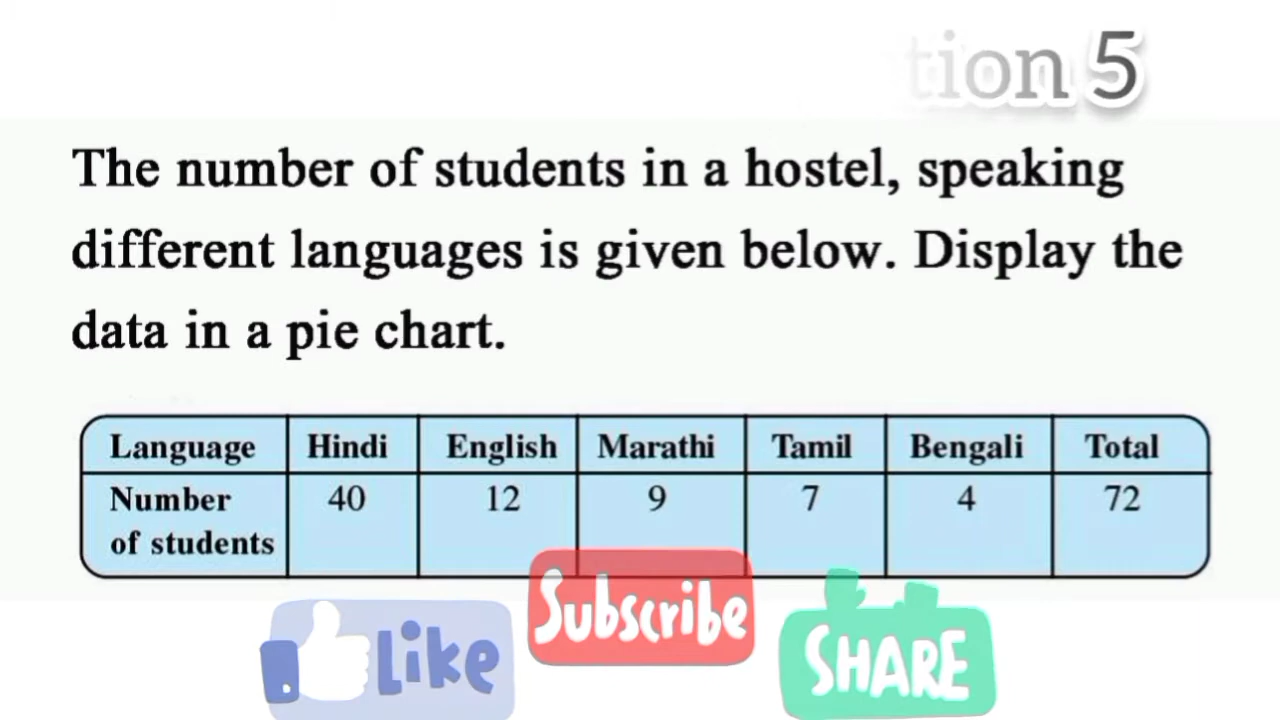 tion 5
The number of students in a hostel, speaking
different languages is given below. Display the
data in a pie chart.
Language Hindi English Marathi Tamil Bengali Total
Number 40 12 9 7 4 72
of students
Like
Subscribe
SHARE